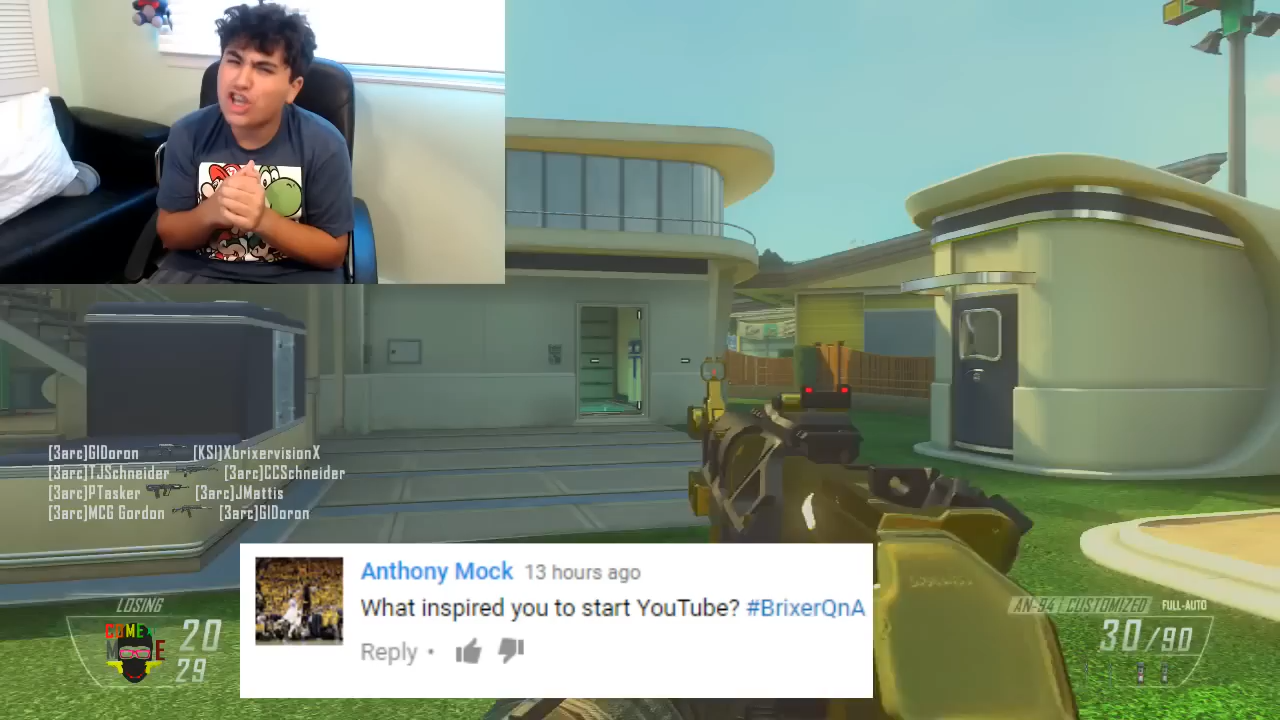 [3arc]GIDoron [KSI]XbrixervisionX
[3arc]TJSchneider [3arc]CCSchneider
[3arc]PTasker [3arc]JMattis
[3arc]MCG Gordon [3arc]GIDoron
Anthony Mock 13 hours ago
What inspired you to start YouTube? #BrixerQnA
Reply •
LOSING
20
29
AN-94 CUSTOMIZED FULL-AUTO
30/90